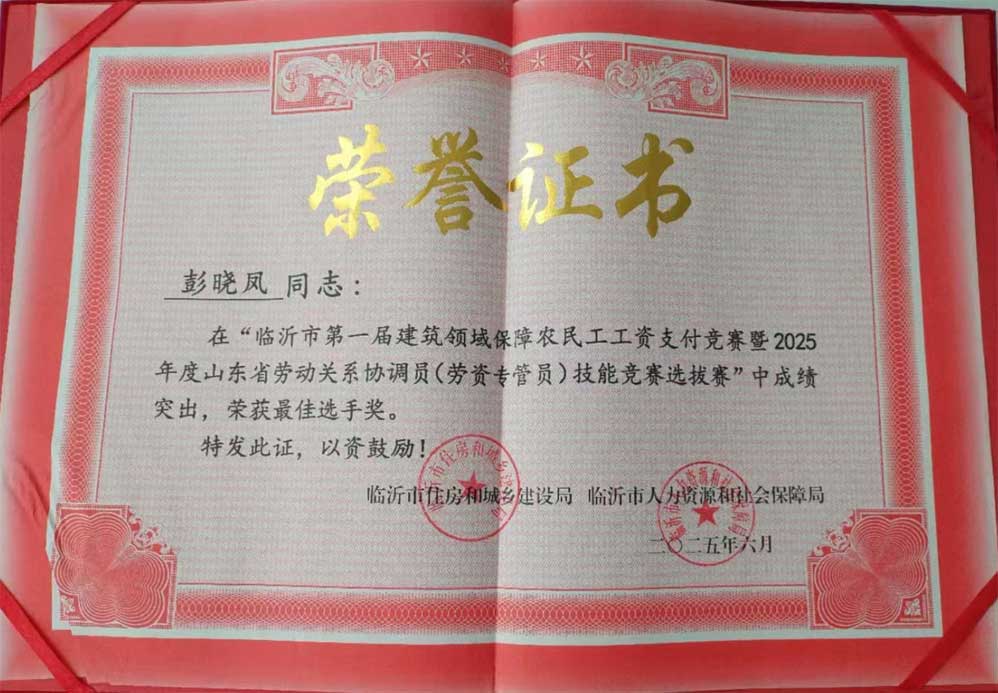 荣誉证书
彭晓凤 同志：
在“临沂市第一届建筑领域保障农民工工资支付竞赛暨2025
年度山东省劳动关系协调员（劳资专管员）技能竞赛选拔赛”中成绩
突出，荣获最佳选手奖。
特发此证，以资鼓励！
临沂市住房和城乡建设局 临沂市人力资源和社会保障局
二〇二五年六月